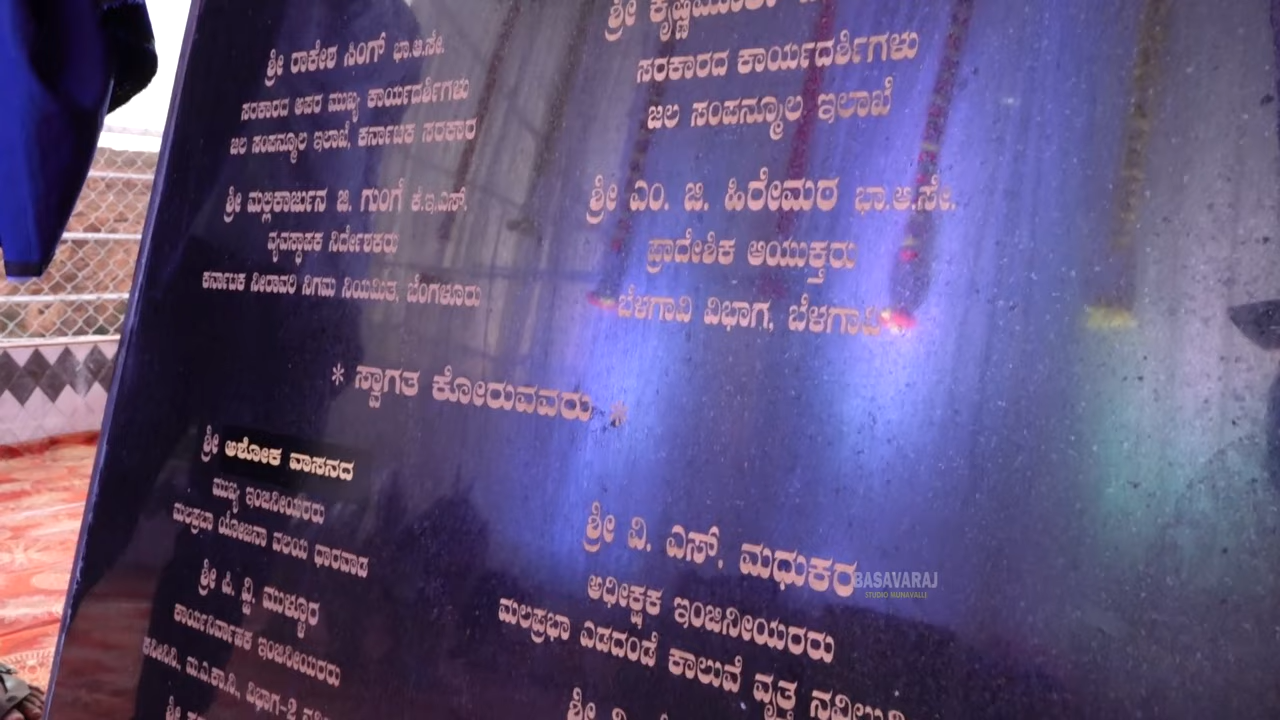 ಶ್ರೀ ರಾಕೇಶ ಸಿಂಗ್ ಭಾ.ಆ.ಸೇ.
ಸರಕಾರದ ಅಪರ ಮುಖ್ಯ ಕಾರ್ಯದರ್ಶಿಗಳು
ಜಲ ಸಂಪನ್ಮೂಲ ಇಲಾಖೆ, ಕರ್ನಾಟಕ ಸರಕಾರ
ಶ್ರೀ
ಸರಕಾರದ ಕಾರ್ಯದರ್ಶಿಗಳು
ಜಲ ಸಂಪನ್ಮೂಲ ಇಲಾಖೆ
ಶ್ರೀ ಮಲ್ಲಿಕಾರ್ಜುನ ಜಿ. ಗುಂಗೆ ಕೆ.ಇ.ಎಸ್.
ವ್ಯವಸ್ಥಾಪಕ ನಿರ್ದೇಶಕರು
ಕರ್ನಾಟಕ ನೀರಾವರಿ ನಿಗಮ ನಿಯಮಿತ, ಬೆಂಗಳೂರು
ಶ್ರೀ ಎಂ. ಜಿ. ಹಿರೇಮಠ ಭಾ.ಆ.ಸೇ.
ಪ್ರಾದೇಶಿಕ ಆಯುಕ್ತರು
ಬೆಳಗಾವಿ ವಿಭಾಗ, ಬೆಳಗಾವಿ
* ಸ್ವಾಗತ ಕೋರುವವರು *
ಶ್ರೀ ಅಶೋಕ ವಾಸನದ
ಮುಖ್ಯ ಇಂಜಿನೀಯರರು
ಮಲಪ್ರಭಾ ಯೋಜನಾ ವಲಯ ಧಾರವಾಡ
ಶ್ರೀ ವಿ. ಎಸ್. ಮಧುಕರ
ಅಧೀಕ್ಷಕ ಇಂಜಿನೀಯರರು
ಮಲಪ್ರಭಾ ಎಡದಂಡೆ ಕಾಲುವೆ ವೃತ್ತ
ಶ್ರೀ ಪಿ. ವ್ಹಿ. ಮುಳ್ಳೂರ
ಕಾರ್ಯನಿರ್ವಾಹಕ ಇಂಜಿನೀಯರರು
ಕನೀನಿನಿ., ಮ.ಎ.ಕಾ.ನಿ., ವಿಭಾಗ-2
ಶ್ರೀ
ಶ್ರೀ
BASAVARAJ
STUDIO MUNAVALLE